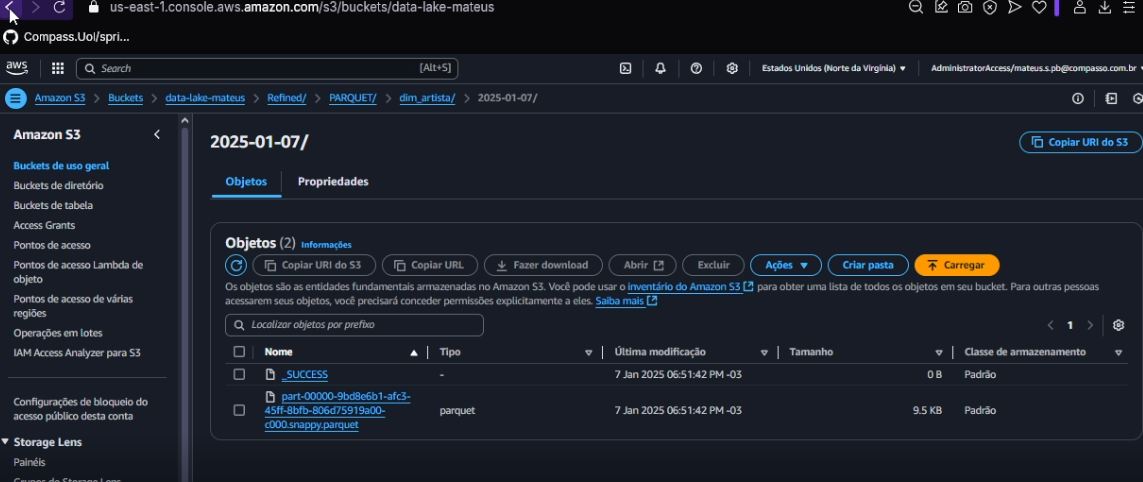 us-east-1.console.aws.amazon.com/s3/buckets/data-lake-mateus
Compass.Uol/spri...
aws
Search
[Alt+S]
Estados Unidos (Norte da Virgínia)
AdministratorAccess/mateus.s.pb@compasso.com.br
Amazon S3
Buckets
data-lake-mateus
Refined/
PARQUET/
dim_artista/
2025-01-07/
Amazon S3
Buckets de uso geral
Buckets de diretório
Buckets de tabela
Access Grants
Pontos de acesso
Pontos de acesso Lambda de
objeto
Pontos de acesso de várias
regiões
Operações em lotes
IAM Access Analyzer para S3
Configurações de bloqueio do
acesso público desta conta
Storage Lens
Painéis
Grupos do Storage Lens
2025-01-07/
Copiar URI do S3
Objetos
Propriedades
Objetos (2) Informações
Copiar URI do S3
Copiar URL
Fazer download
Abrir
Excluir
Ações
Criar pasta
Carregar
Os objetos são as entidades fundamentais armazenadas no Amazon S3. Você pode usar o inventário do Amazon S3 para obter uma lista de todos os objetos em seu bucket. Para outras pessoas
acessarem seus objetos, você precisará conceder permissões explicitamente a eles. Saiba mais
Localizar objetos por prefixo
1
Nome
Tipo
Última modificação
Tamanho
Classe de armazenamento
_SUCCESS
-
7 Jan 2025 06:51:42 PM -03
0 B
Padrão
part-00000-9bd8e6b1-afc3-
45ff-8bfb-806d75919a00-
c000.snappy.parquet
parquet
7 Jan 2025 06:51:42 PM -03
9.5 KB
Padrão